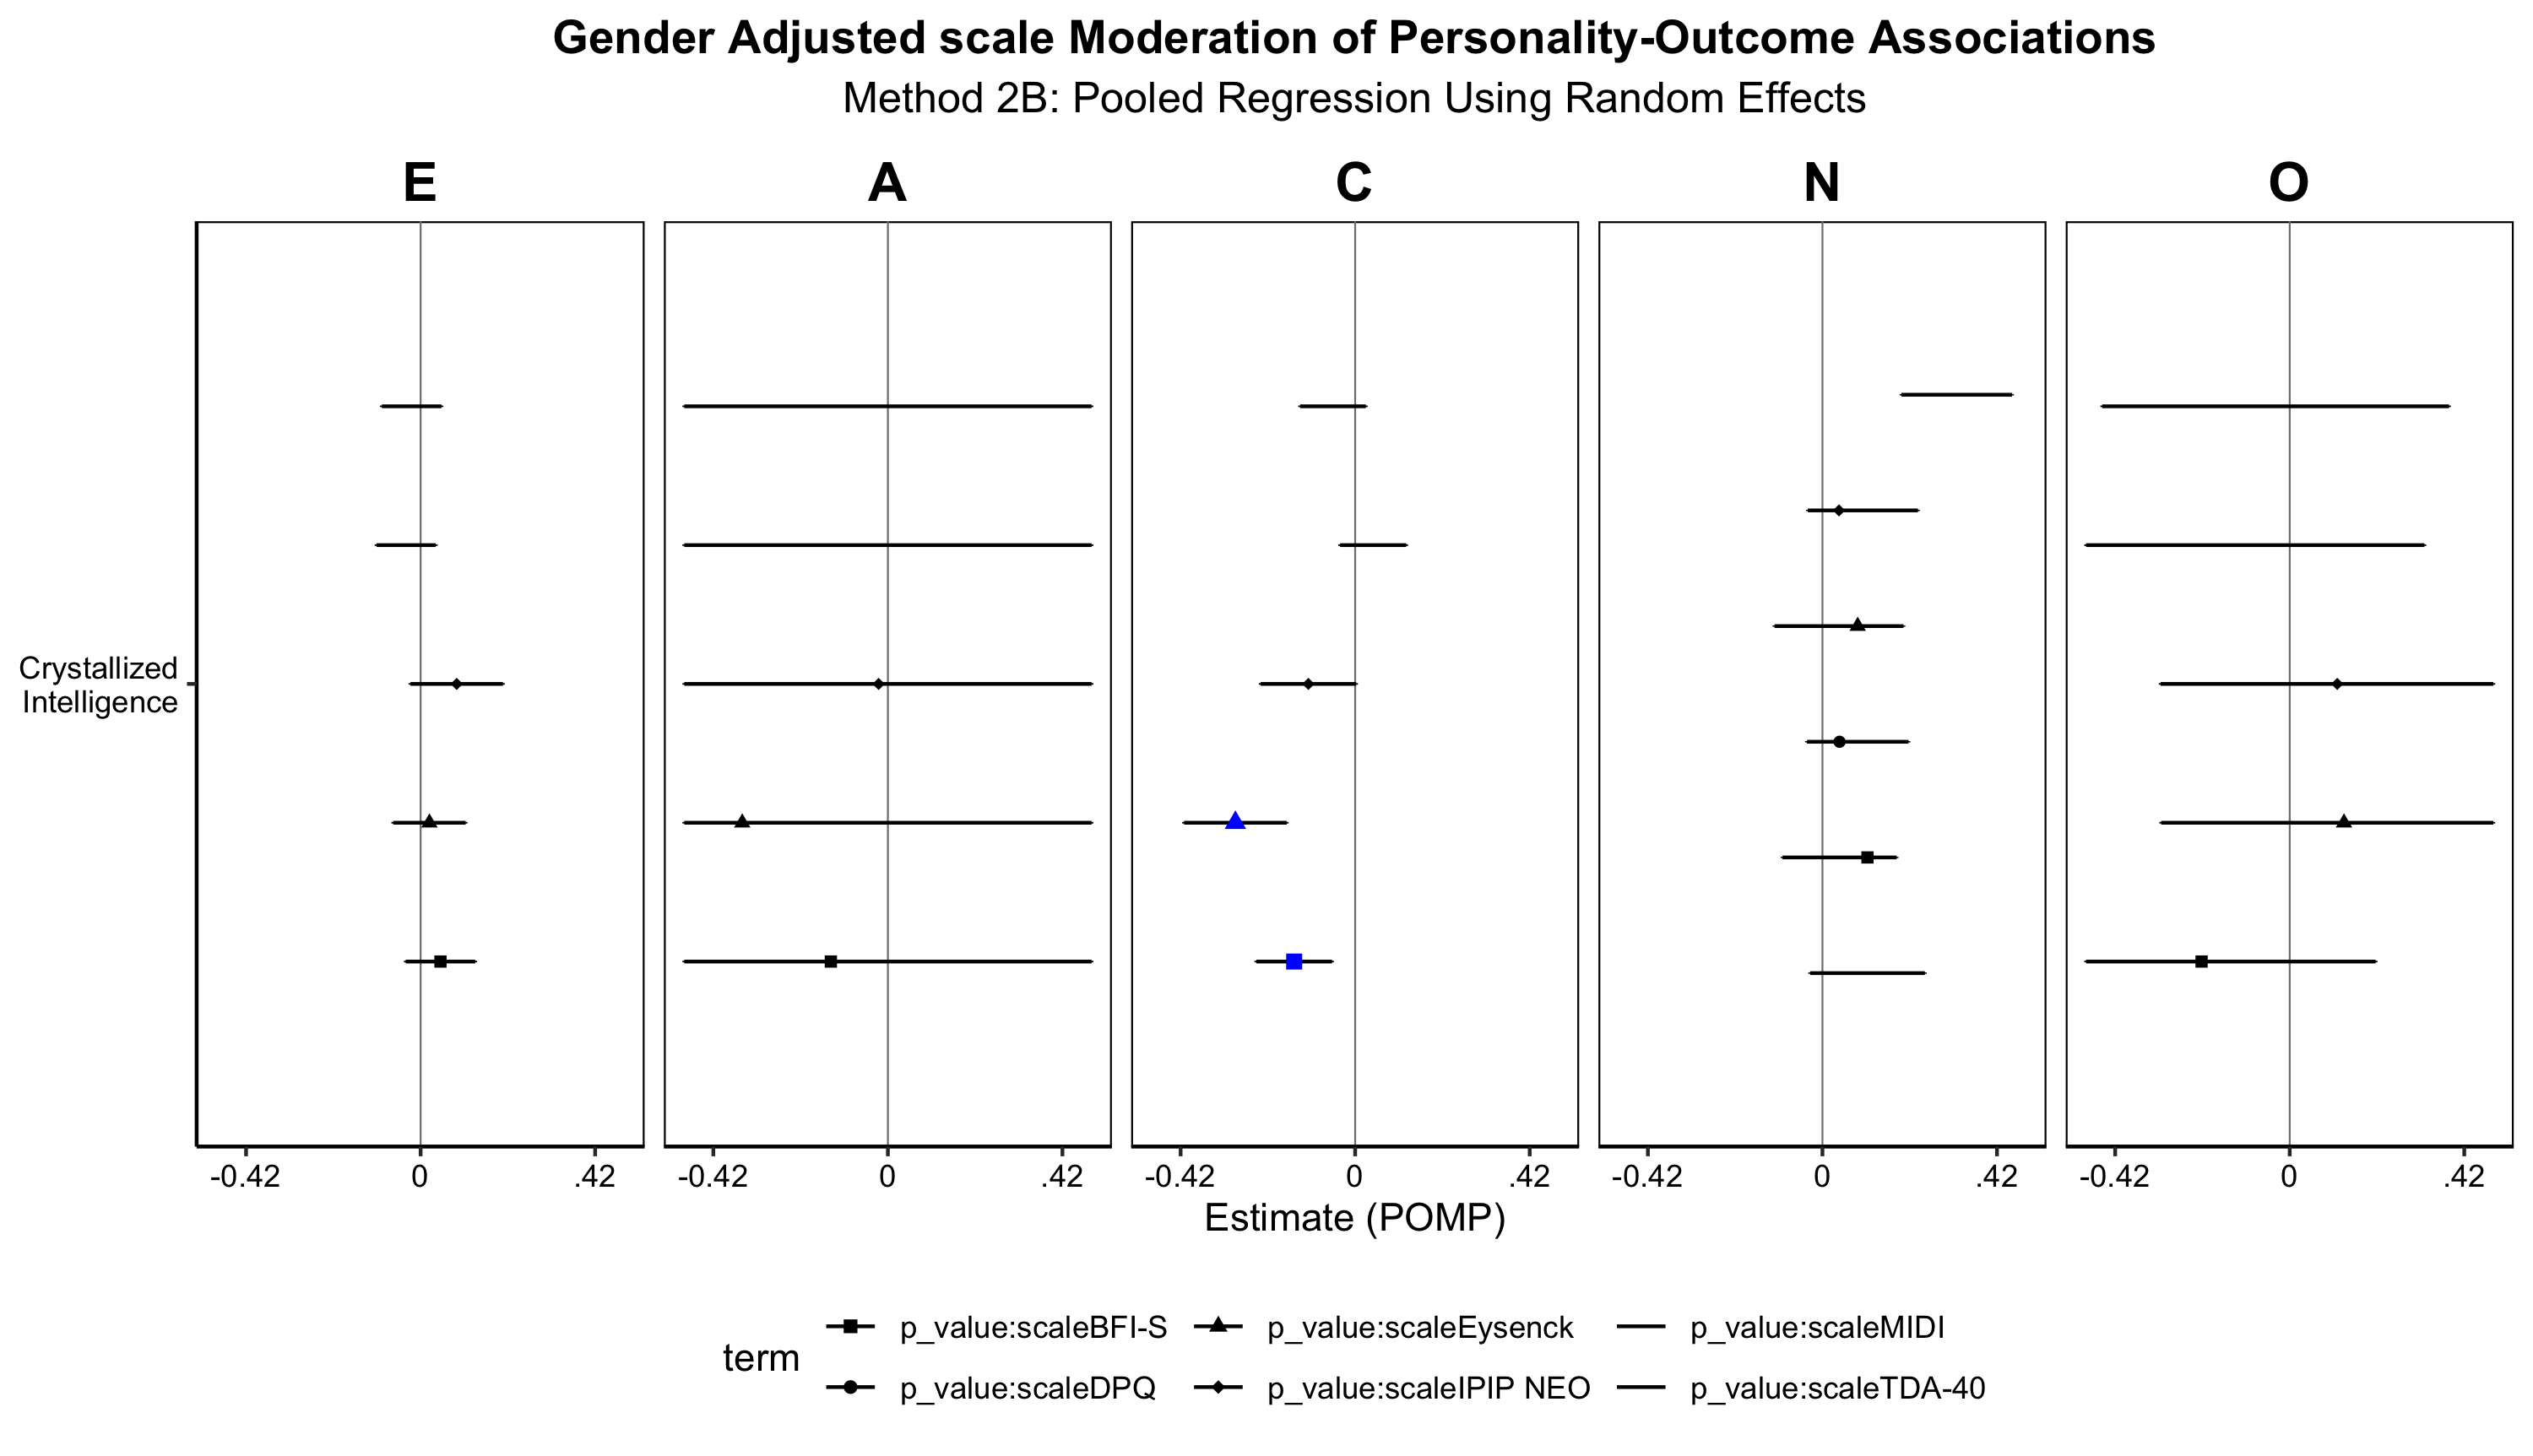 Gender Adjusted scale Moderation of Personality-Outcome Associations
Method 2B: Pooled Regression Using Random Effects
E A C N O
Crystallized
Intelligence
-0.42 0 .42 -0.42 0 .42 -0.42 0 .42 -0.42 0 .42 -0.42 0 .42
Estimate (POMP)
term
p_value:scaleBFI-S p_value:scaleEysenck p_value:scaleMIDI
p_value:scaleDPQ p_value:scaleIPIP NEO p_value:scaleTDA-40